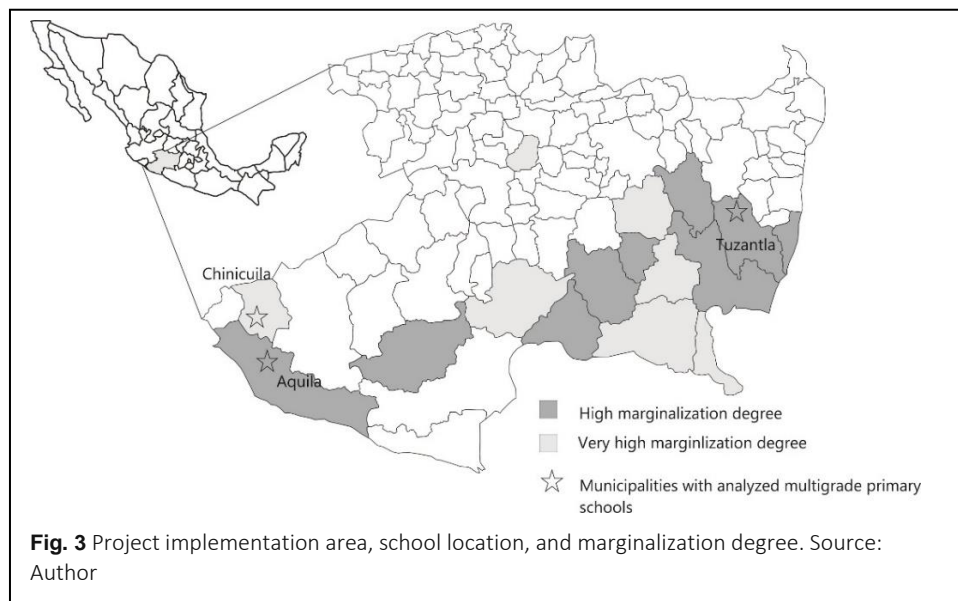 Chinicuila
Tuzantla
Aquila
High marginalization degree
Very high marginlization degree
Municipalities with analyzed multigrade primary
schools
Fig. 3 Project implementation area, school location, and marginalization degree. Source:
Author